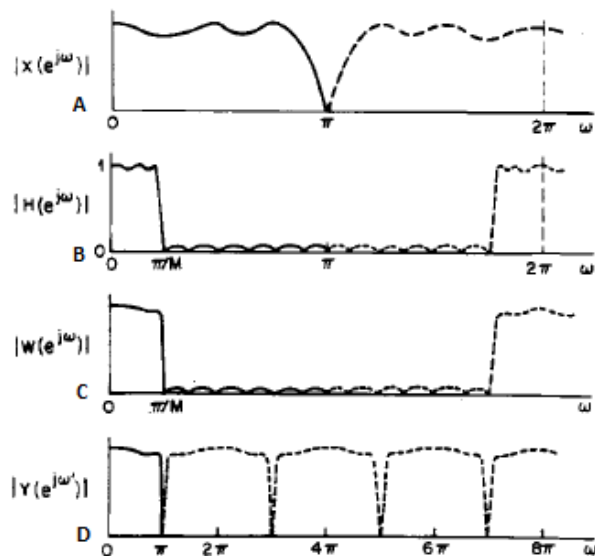 |X(e^{jω})|
A
0 π 2π ω
|H(e^{jω})|
1
B 0
0 π/M π 2π ω
|W(e^{jω})|
C
0 π/M ω
|Y(e^{jω'})|
D
0 π 2π 4π 6π 8π ω